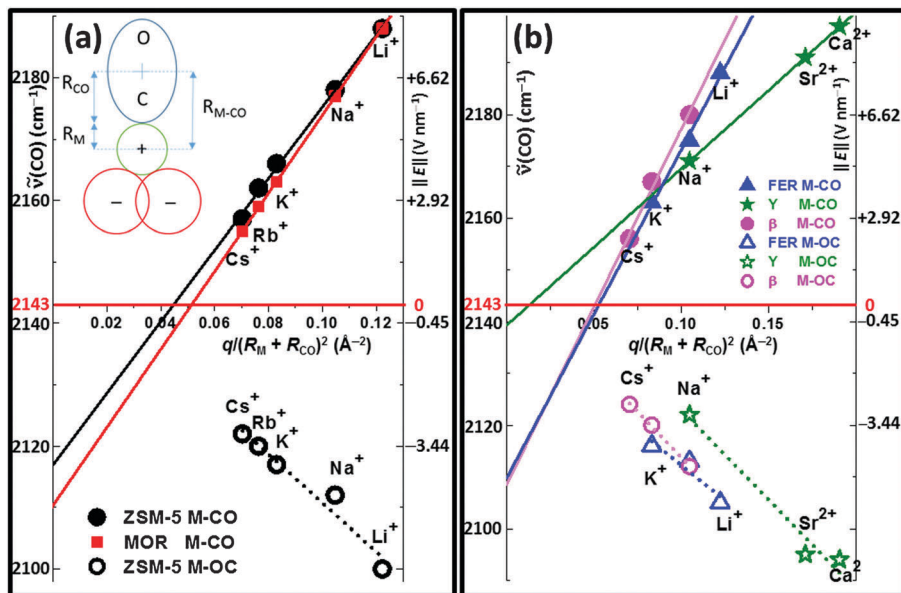 (a)
O
C
+
−
−
R_CO
R_M
R_M-CO
ν̃(CO) (cm⁻¹)
2180
2160
2143
2140
2120
2100
Li⁺
Na⁺
K⁺
Rb⁺
Cs⁺
+6.62
+2.92
0
-0.45
-3.44
||E|| (V nm⁻¹)
0.02 0.04 0.06 0.08 0.10 0.12
q/(R_M + R_CO)² (Å⁻²)
Cs⁺
Rb⁺
K⁺
Na⁺
Li⁺
ZSM-5 M-CO
MOR M-CO
ZSM-5 M-OC
(b)
ν̃(CO) (cm⁻¹)
2180
2160
2143
2140
2120
2100
Ca²⁺
Sr²⁺
Li⁺
Na⁺
K⁺
Cs⁺
||E|| (V nm⁻¹)
+6.62
+2.92
0
-0.45
-3.44
FER M-CO
Y M-CO
β M-CO
FER M-OC
Y M-OC
β M-OC
0.05 0.10 0.15
q/(R_M + R_CO)² (Å⁻²)
Cs⁺
Na⁺
K⁺
Li⁺
Sr²⁺
Ca²